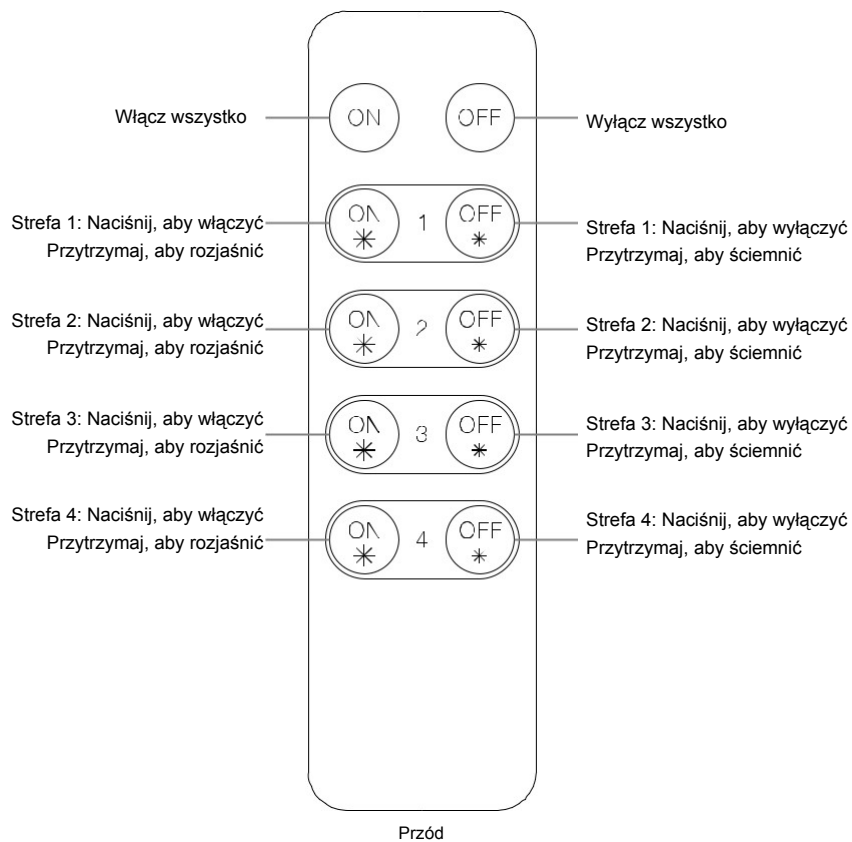 Włącz wszystko
ON
OFF
Wyłącz wszystko
Strefa 1: Naciśnij, aby włączyć
Przytrzymaj, aby rozjaśnić
ON
1
OFF
Strefa 1: Naciśnij, aby wyłączyć
Przytrzymaj, aby ściemnić
Strefa 2: Naciśnij, aby włączyć
Przytrzymaj, aby rozjaśnić
ON
2
OFF
Strefa 2: Naciśnij, aby wyłączyć
Przytrzymaj, aby ściemnić
Strefa 3: Naciśnij, aby włączyć
Przytrzymaj, aby rozjaśnić
ON
3
OFF
Strefa 3: Naciśnij, aby wyłączyć
Przytrzymaj, aby ściemnić
Strefa 4: Naciśnij, aby włączyć
Przytrzymaj, aby rozjaśnić
ON
4
OFF
Strefa 4: Naciśnij, aby wyłączyć
Przytrzymaj, aby ściemnić
Przód